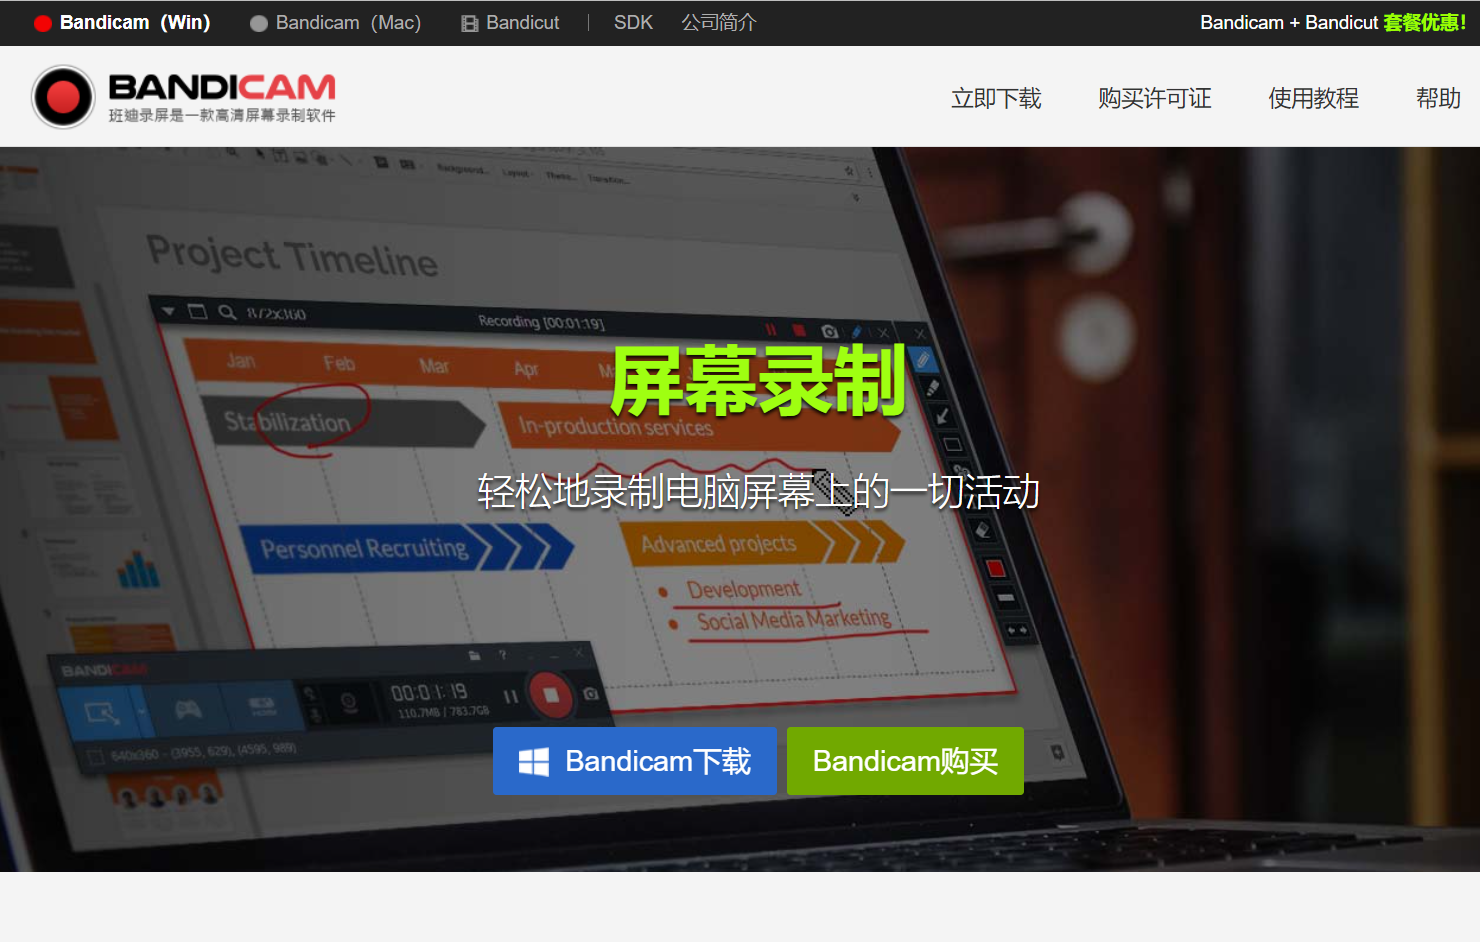 Bandicam（Win） Bandicam（Mac） Bandicut SDK 公司简介 Bandicam + Bandicut 套餐优惠!
BANDICAM
班迪录屏是一款高清屏幕录制软件
立即下载 购买许可证 使用教程 帮助
Background... Layout Theme... Transition...
Project Timeline
872x360 Recording [00:01:19]
Jan Feb Mar Apr
屏幕录制
Stabilization In-production services
轻松地录制电脑屏幕上的一切活动
Personnel Recruiting Advanced projects
Development
Social Media Marketing
BANDICAM
00:01:19
110.7MB / 783.7GB
640x360 - (3955, 629), (4595, 989)
Bandicam下载 Bandicam购买